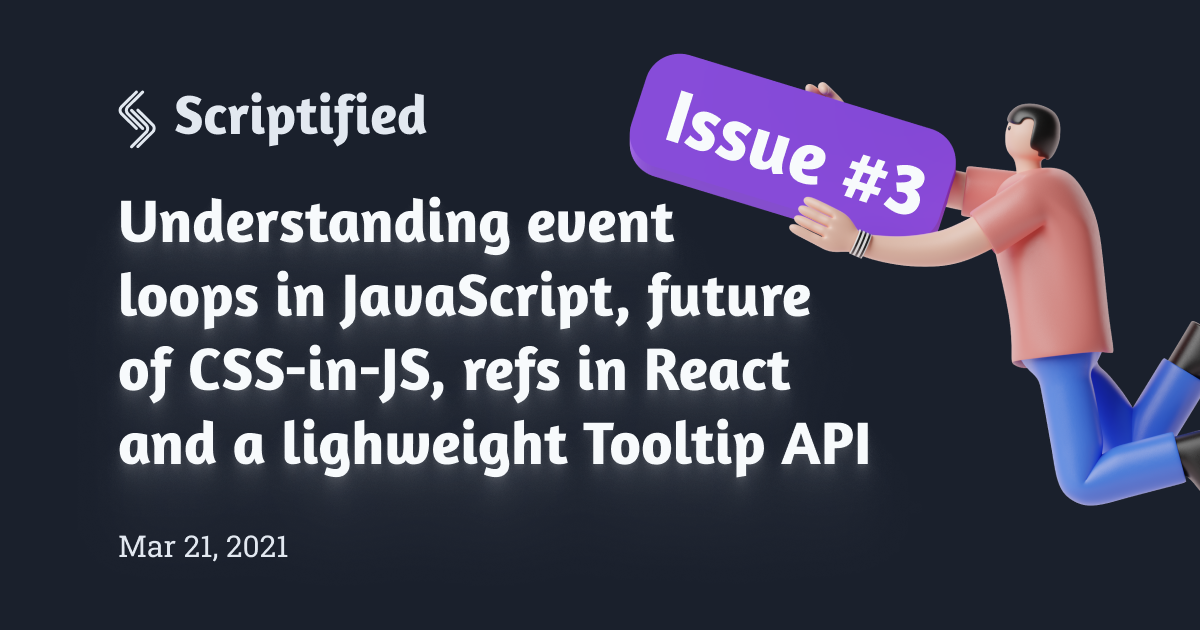 Scriptified
Issue #3
Understanding event
loops in JavaScript, future
of CSS-in-JS, refs in React
and a lighweight Tooltip API
Mar 21, 2021